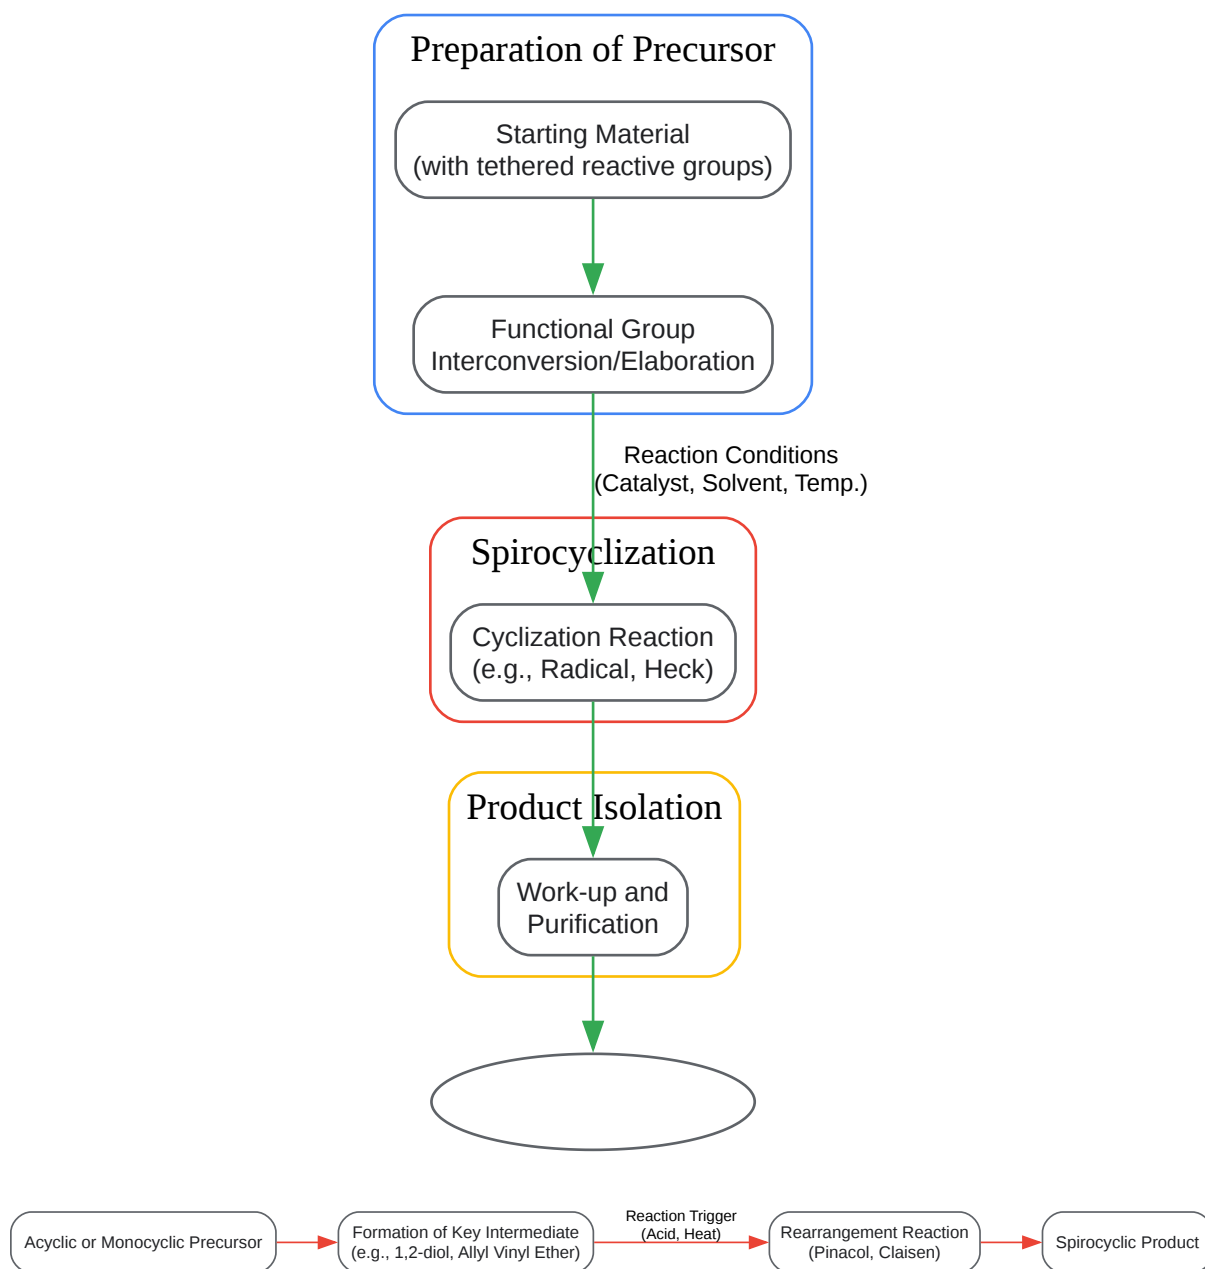 Preparation of Precursor
Starting Material
(with tethered reactive groups)
Functional Group
Interconversion/Elaboration
Reaction Conditions
(Catalyst, Solvent, Temp.)
Spirocyclization
Cyclization Reaction
(e.g., Radical, Heck)
Product Isolation
Work-up and
Purification
Acyclic or Monocyclic Precursor
Formation of Key Intermediate
(e.g., 1,2-diol, Allyl Vinyl Ether)
Reaction Trigger
(Acid, Heat)
Rearrangement Reaction
(Pinacol, Claisen)
Spirocyclic Product